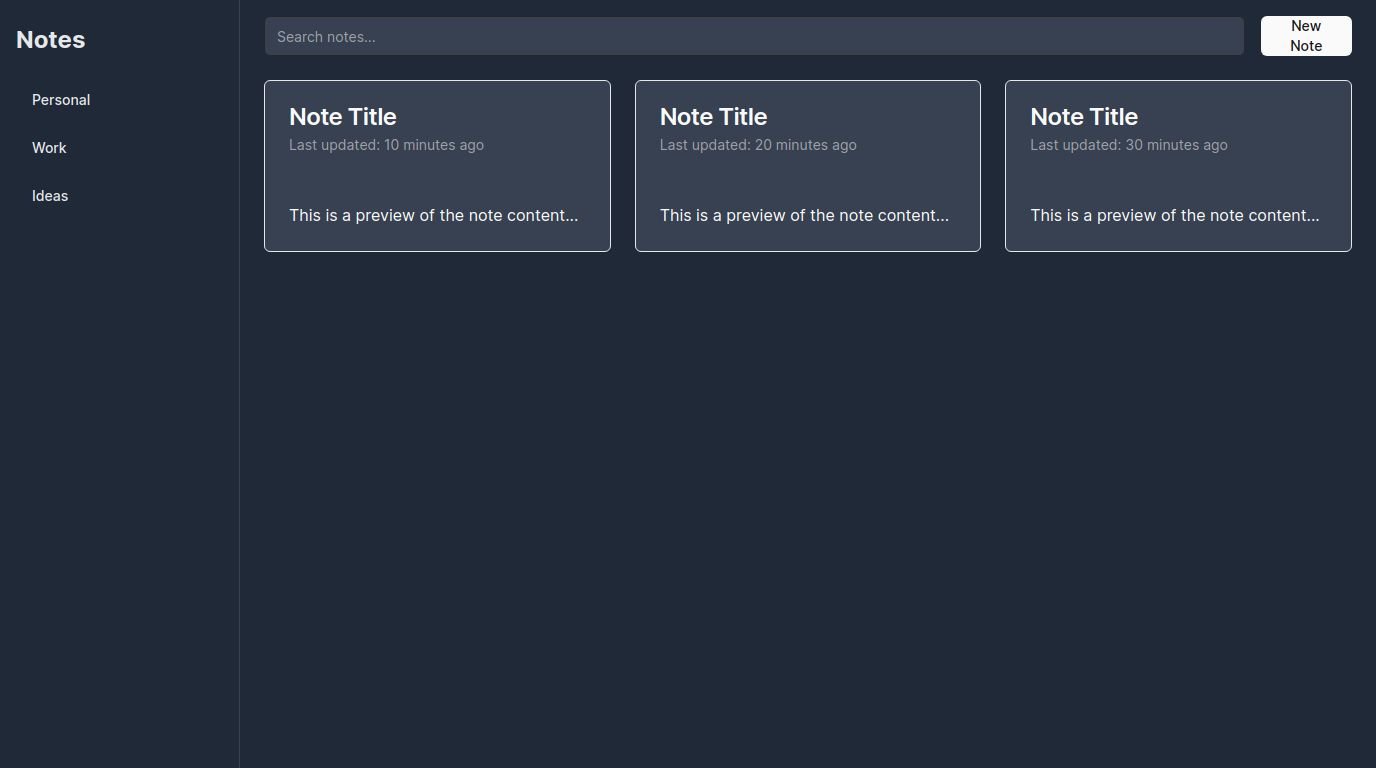 Notes
Personal
Work
Ideas
Search notes...
New
Note
Note Title
Last updated: 10 minutes ago
This is a preview of the note content...
Note Title
Last updated: 20 minutes ago
This is a preview of the note content...
Note Title
Last updated: 30 minutes ago
This is a preview of the note content...